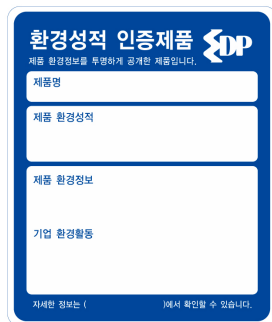 환경성적 인증제품 EDP
제품 환경정보를 투명하게 공개한 제품입니다.
제품명
제품 환경성적
제품 환경정보
기업 환경활동
자세한 정보는 ( )에서 확인할 수 있습니다.